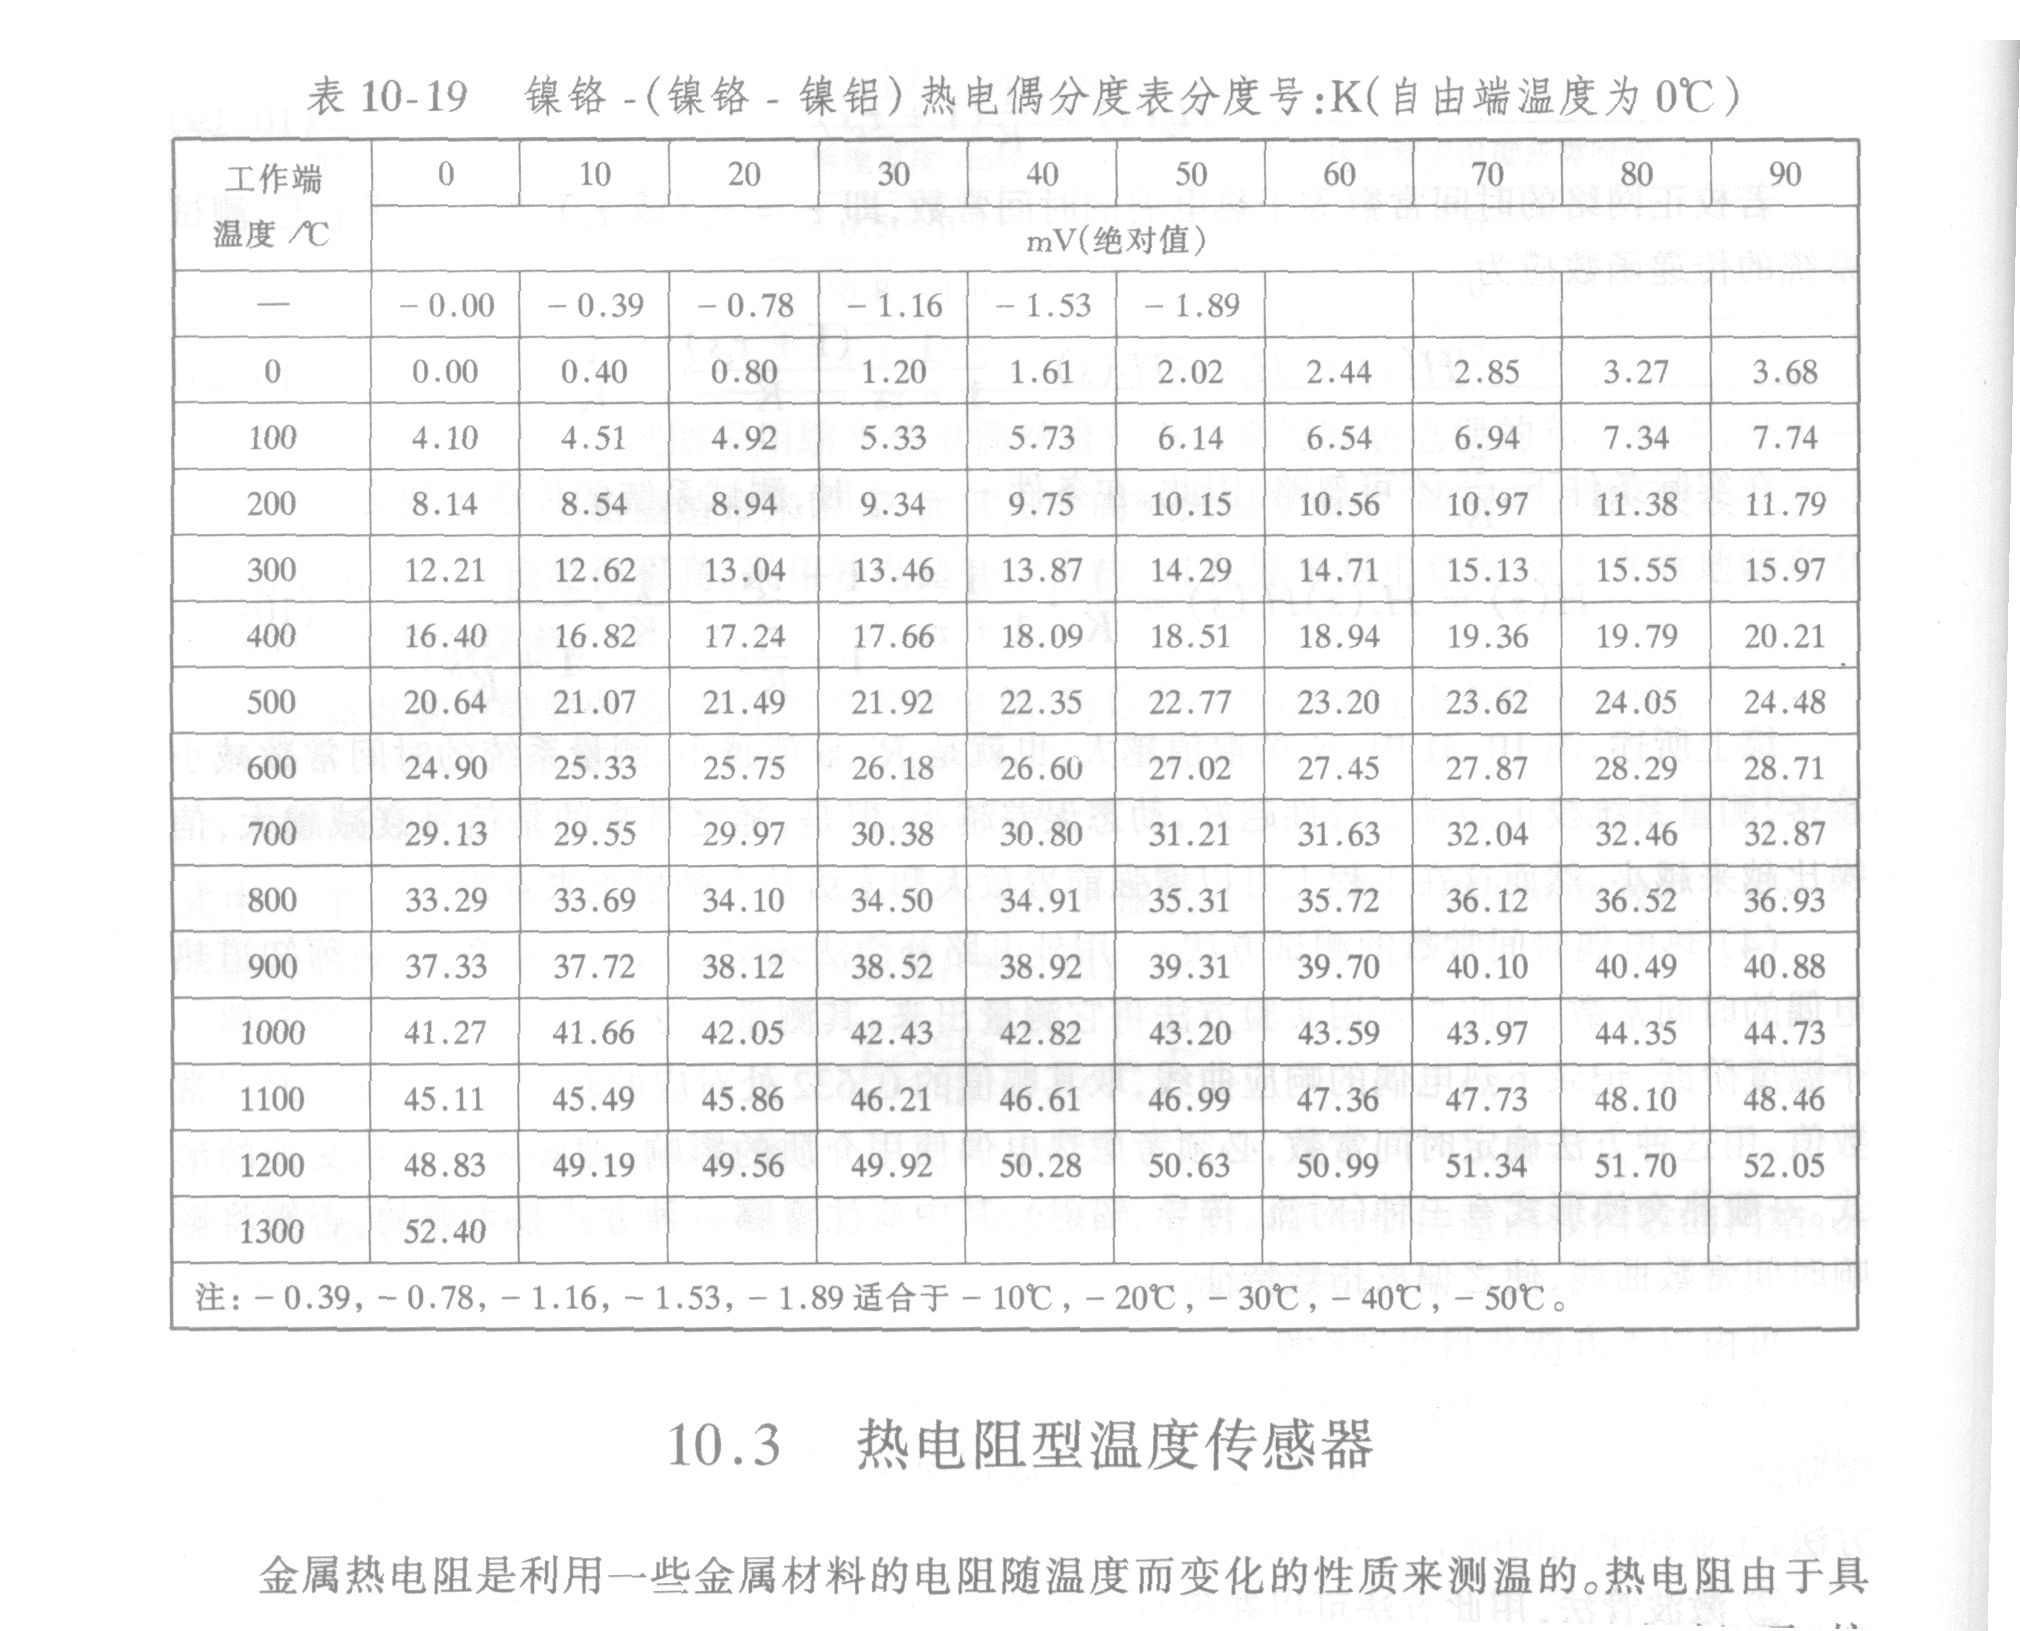 表 10-19 镍铬 -(镍铬 - 镍铝)热电偶分度表分度号:K(自由端温度为 0℃)
工作端温度/℃ 0 10 20 30 40 50 60 70 80 90
mV(绝对值)
— -0.00 -0.39 -0.78 -1.16 -1.53 -1.89
0 0.00 0.40 0.80 1.20 1.61 2.02 2.44 2.85 3.27 3.68
100 4.10 4.51 4.92 5.33 5.73 6.14 6.54 6.94 7.34 7.74
200 8.14 8.54 8.94 9.34 9.75 10.15 10.56 10.97 11.38 11.79
300 12.21 12.62 13.04 13.46 13.87 14.29 14.71 15.13 15.55 15.97
400 16.40 16.82 17.24 17.66 18.09 18.51 18.94 19.36 19.79 20.21
500 20.64 21.07 21.49 21.92 22.35 22.77 23.20 23.62 24.05 24.48
600 24.90 25.33 25.75 26.18 26.60 27.02 27.45 27.87 28.29 28.71
700 29.13 29.55 29.97 30.38 30.80 31.21 31.63 32.04 32.46 32.87
800 33.29 33.69 34.10 34.50 34.91 35.31 35.72 36.12 36.52 36.93
900 37.33 37.72 38.12 38.52 38.92 39.31 39.70 40.10 40.49 40.88
1000 41.27 41.66 42.05 42.43 42.82 43.20 43.59 43.97 44.35 44.73
1100 45.11 45.49 45.86 46.21 46.61 46.99 47.36 47.73 48.10 48.46
1200 48.83 49.19 49.56 49.92 50.28 50.63 50.99 51.34 51.70 52.05
1300 52.40
注: -0.39, -0.78, -1.16, -1.53, -1.89 适合于 -10℃, -20℃, -30℃, -40℃, -50℃。
10.3 热电阻型温度传感器
金属热电阻是利用一些金属材料的电阻随温度而变化的性质来测温的。热电阻由于具